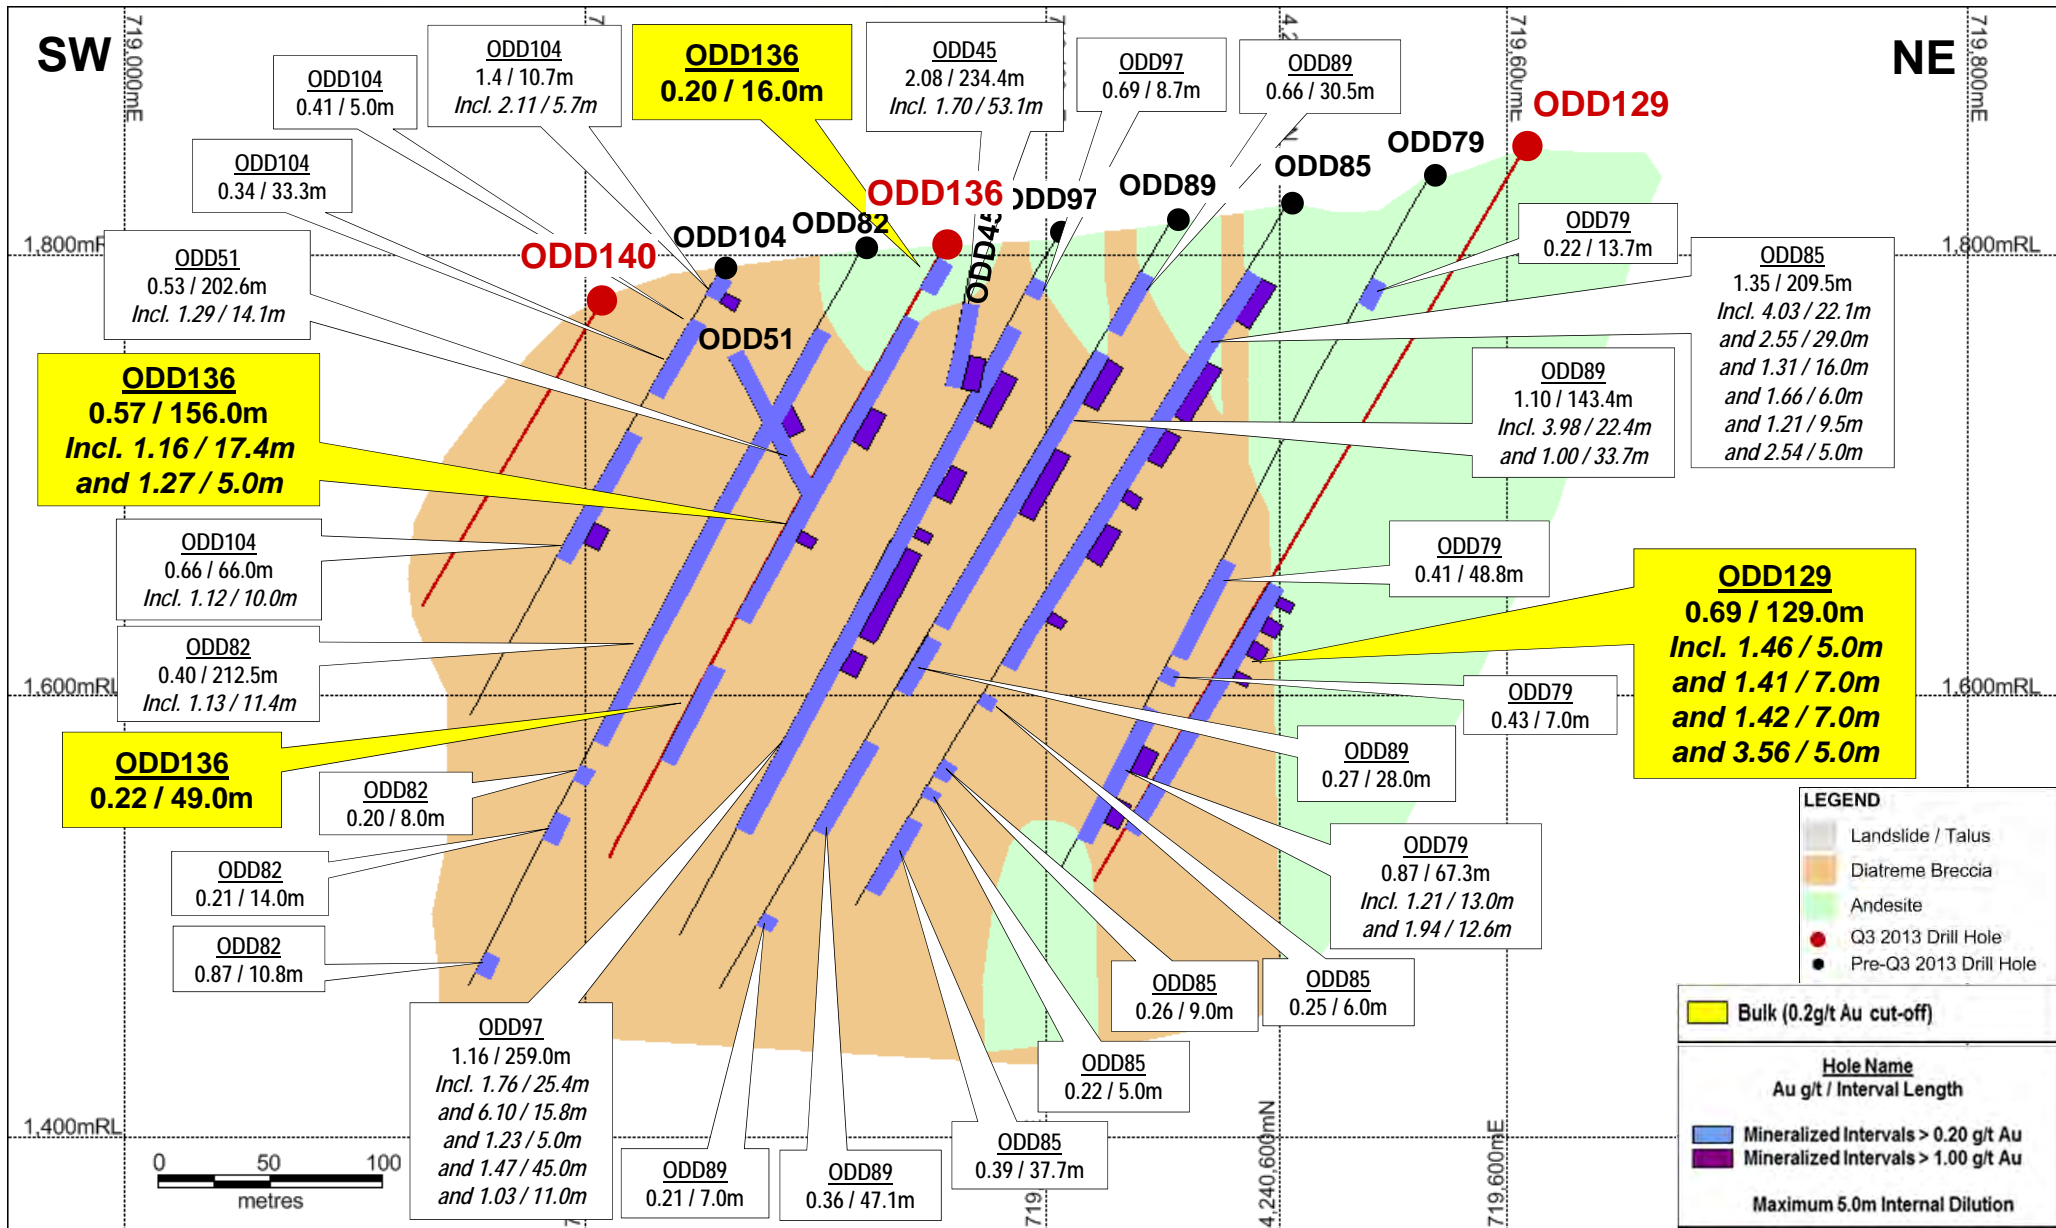 SW
NE
719,000mE
719,800mE
719,600mE
ODD104
0.41 / 5.0m
ODD104
1.4 / 10.7m
Incl. 2.11 / 5.7m
ODD136
0.20 / 16.0m
ODD45
2.08 / 234.4m
Incl. 1.70 / 53.1m
ODD97
0.69 / 8.7m
ODD89
0.66 / 30.5m
ODD129
ODD79
ODD85
ODD89
ODD97
ODD136
ODD45
ODD82
ODD104
ODD140
ODD51
ODD104
0.34 / 33.3m
ODD51
0.53 / 202.6m
Incl. 1.29 / 14.1m
ODD136
0.57 / 156.0m
Incl. 1.16 / 17.4m
and 1.27 / 5.0m
ODD104
0.66 / 66.0m
Incl. 1.12 / 10.0m
ODD82
0.40 / 212.5m
Incl. 1.13 / 11.4m
ODD136
0.22 / 49.0m
ODD82
0.20 / 8.0m
ODD82
0.21 / 14.0m
ODD82
0.87 / 10.8m
ODD97
1.16 / 259.0m
Incl. 1.76 / 25.4m
and 6.10 / 15.8m
and 1.23 / 5.0m
and 1.47 / 45.0m
and 1.03 / 11.0m
ODD89
0.21 / 7.0m
ODD89
0.36 / 47.1m
ODD85
0.39 / 37.7m
ODD85
0.22 / 5.0m
ODD85
0.26 / 9.0m
ODD85
0.25 / 6.0m
ODD79
0.87 / 67.3m
Incl. 1.21 / 13.0m
and 1.94 / 12.6m
ODD89
0.27 / 28.0m
ODD79
0.43 / 7.0m
ODD79
0.41 / 48.8m
ODD129
0.69 / 129.0m
Incl. 1.46 / 5.0m
and 1.41 / 7.0m
and 1.42 / 7.0m
and 3.56 / 5.0m
ODD89
1.10 / 143.4m
Incl. 3.98 / 22.4m
and 1.00 / 33.7m
ODD85
1.35 / 209.5m
Incl. 4.03 / 22.1m
and 2.55 / 29.0m
and 1.31 / 16.0m
and 1.66 / 6.0m
and 1.21 / 9.5m
and 2.54 / 5.0m
ODD79
0.22 / 13.7m
1,800mRL
1,800mRL
1,600mRL
1,600mRL
1,400mRL
0 50 100
metres
4,240,600mN
719,600mE
LEGEND
Landslide / Talus
Diatreme Breccia
Andesite
Q3 2013 Drill Hole
Pre-Q3 2013 Drill Hole
Bulk (0.2g/t Au cut-off)
Hole Name
Au g/t / Interval Length
Mineralized Intervals > 0.20 g/t Au
Mineralized Intervals > 1.00 g/t Au
Maximum 5.0m Internal Dilution